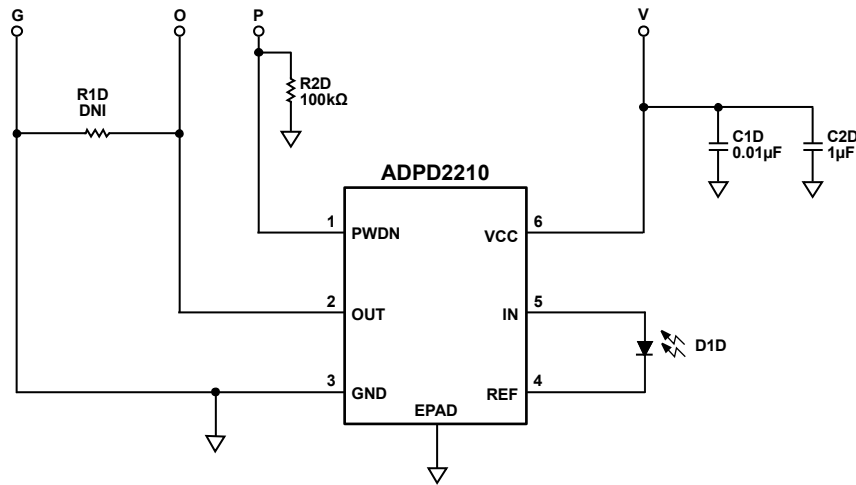 G
O
P
V
R1D
DNI
R2D
100kΩ
C1D
0.01µF
C2D
1µF
ADPD2210
1
PWDN
VCC
6
2
OUT
IN
5
D1D
3
GND
REF
4
EPAD